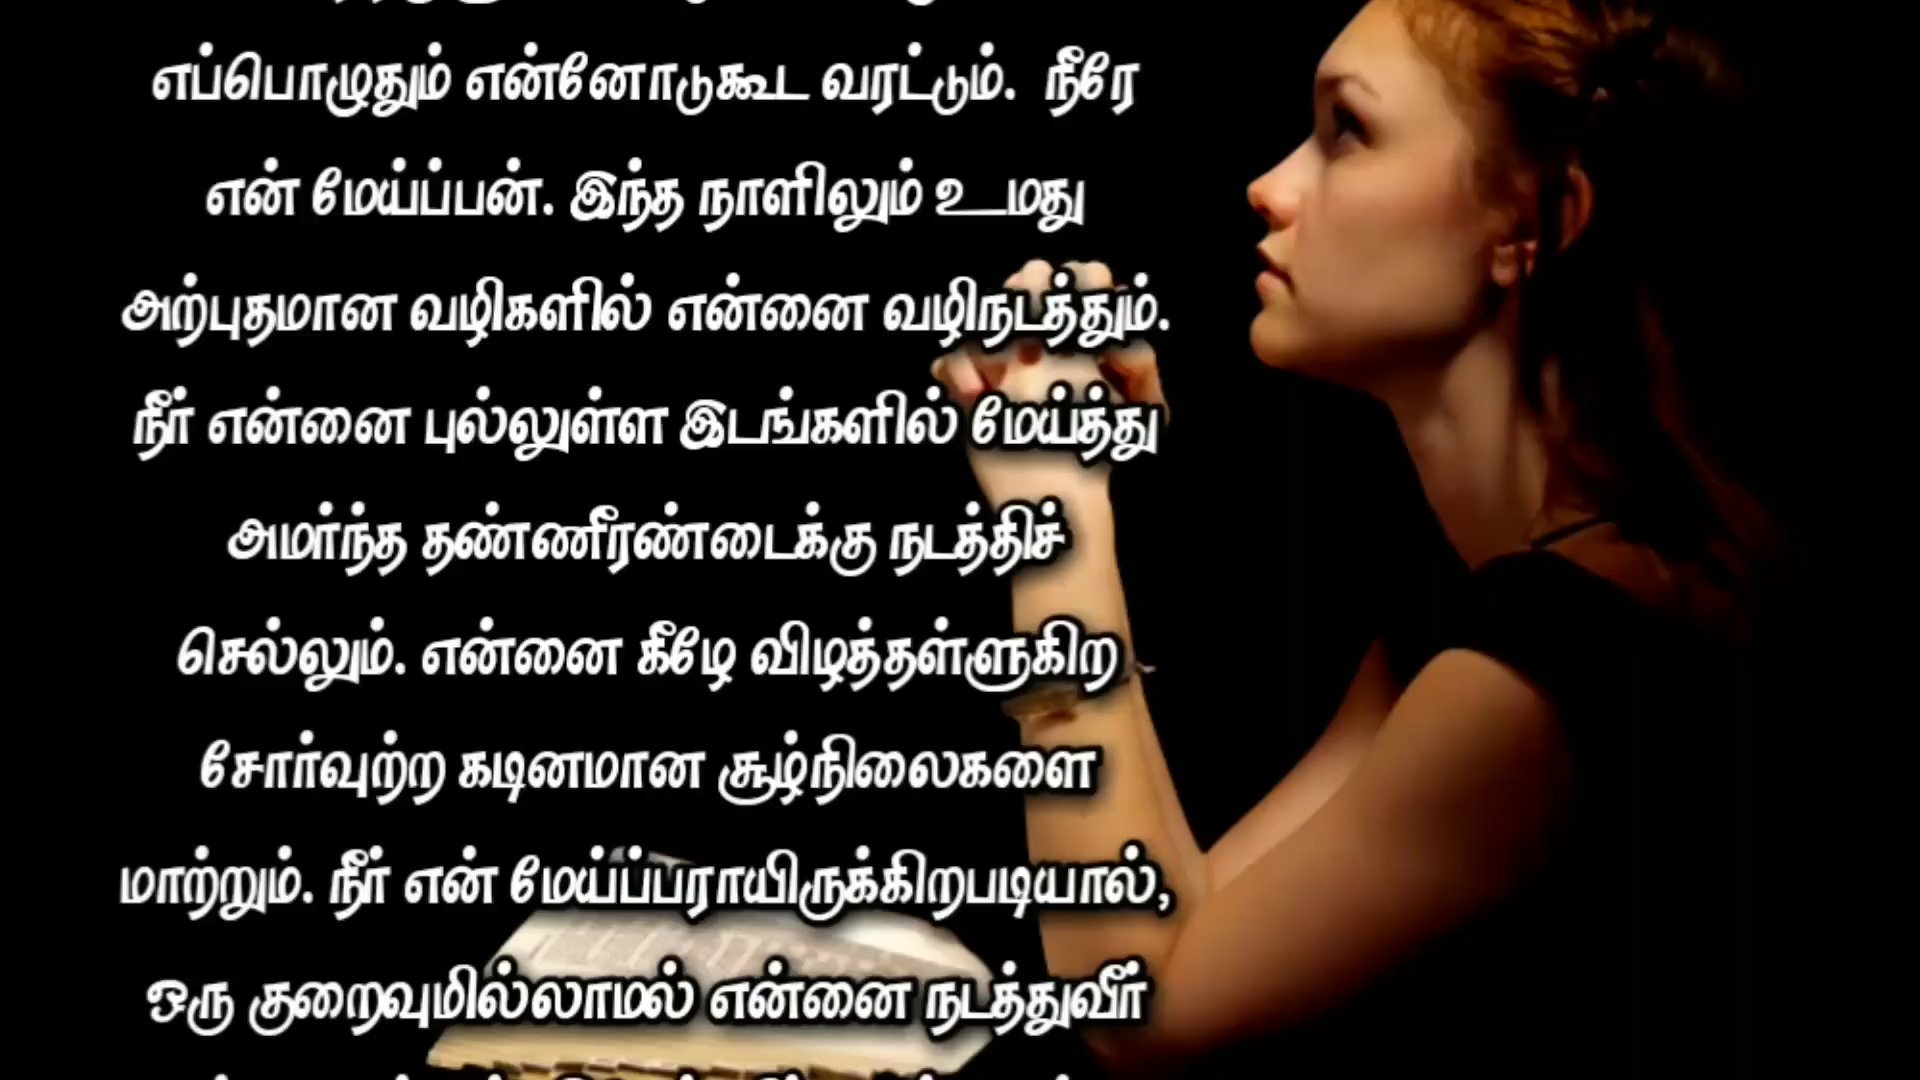 எப்பொழுதும் என்னோடுகூட வரட்டும். நீரே
என் மேய்ப்பன். இந்த நாளிலும் உமது
அற்புதமான வழிகளில் என்னை வழிநடத்தும்.
நீர் என்னை புல்லுள்ள இடங்களில் மேய்த்து
அமர்ந்த தண்ணீரண்டைக்கு நடத்திச்
செல்லும். என்னை கீழே விழத்தள்ளுகிற
சோர்வுற்ற கடினமான சூழ்நிலைகளை
மாற்றும். நீர் என் மேய்ப்பராயிருக்கிறபடியால்,
ஒரு குறைவுமில்லாமல் என்னை நடத்துவீர்